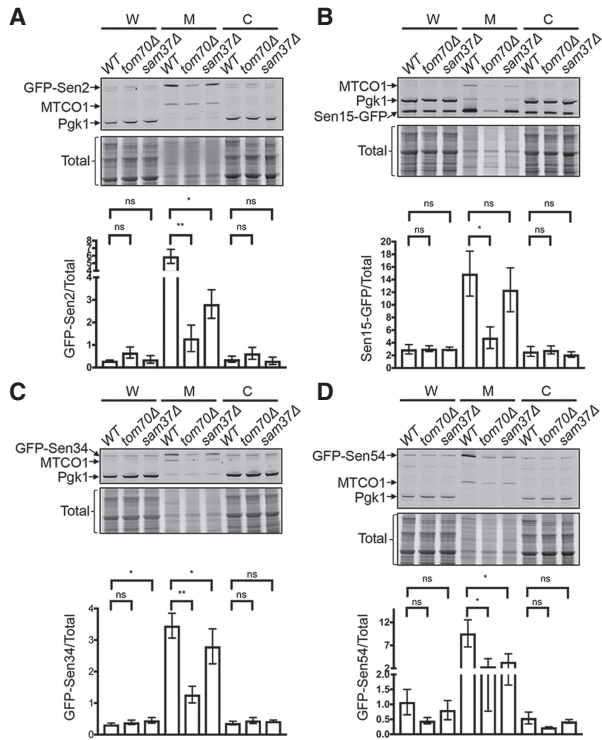 A
W M C
WT tom70Δ sam37Δ WT tom70Δ sam37Δ WT tom70Δ sam37Δ
GFP-Sen2
MTCO1
Pgk1
Total
ns * ns
ns ** ns
GFP-Sen2/Total
8
7
6
5
4
4
3
2
1
0
B
W M C
WT tom70Δ sam37Δ WT tom70Δ sam37Δ WT tom70Δ sam37Δ
MTCO1
Pgk1
Sen15-GFP
Total
ns ns ns
ns * ns
Sen15-GFP/Total
20
18
16
14
12
10
8
6
4
2
0
C
W M C
WT tom70Δ sam37Δ WT tom70Δ sam37Δ WT tom70Δ sam37Δ
GFP-Sen34
MTCO1
Pgk1
Total
* * ns
ns ** ns
GFP-Sen34/Total
4
3
2
1
0
D
W M C
WT tom70Δ sam37Δ WT tom70Δ sam37Δ WT tom70Δ sam37Δ
GFP-Sen54
MTCO1
Pgk1
Total
ns * ns
ns * ns
GFP-Sen54/Total
12
7
2
2.0
1.5
1.0
0.5
0.0